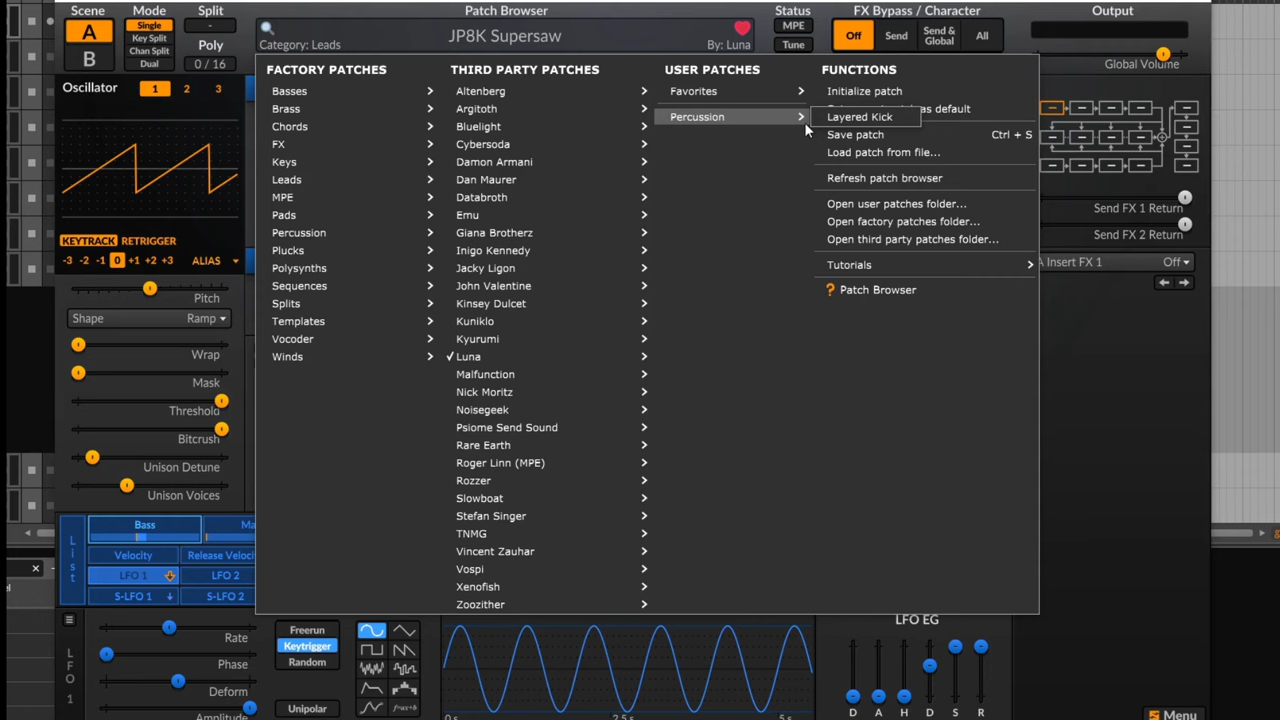 Scene
Mode
Split
Patch Browser
Status
FX Bypass / Character
Output
A
B
Single
Key Split
Chan Split
Dual
-
Poly
0 / 16
Category: Leads
JP8K Supersaw
By: Luna
MPE
Tune
Off
Send
Send &
Global
All
Global Volume
Oscillator
1
2
3
KEYTRACK
RETRIGGER
-3
-2
-1
0
+1
+2
+3
ALIAS
Pitch
Shape
Ramp
Wrap
Mask
Threshold
Bitcrush
Unison Detune
Unison Voices
FACTORY PATCHES
Basses
Brass
Chords
FX
Keys
Leads
MPE
Pads
Percussion
Plucks
Polysynths
Sequences
Splits
Templates
Vocoder
Winds
THIRD PARTY PATCHES
Altenberg
Argitoth
Bluelight
Cybersoda
Damon Armani
Dan Maurer
Databroth
Emu
Giana Brotherz
Inigo Kennedy
Jacky Ligon
John Valentine
Kinsey Dulcet
Kuniklo
Kyurumi
Luna
Malfunction
Nick Moritz
Noisegeek
Psiome Send Sound
Rare Earth
Roger Linn (MPE)
Rozzer
Slowboat
Stefan Singer
TNMG
Vincent Zauhar
Vospi
Xenofish
Zoozither
USER PATCHES
Favorites
Percussion
FUNCTIONS
Initialize patch
as default
Layered Kick
Save patch
Ctrl + S
Load patch from file...
Refresh patch browser
Open user patches folder...
Open factory patches folder...
Open third party patches folder...
Tutorials
? Patch Browser
Send FX 1 Return
Send FX 2 Return
A Insert FX 1
Off
List
Bass
Velocity
Release Velocity
LFO 1
LFO 2
S-LFO 1
S-LFO 2
LFO 1
Rate
Phase
Deform
Amplitude
Freerun
Keytrigger
Random
Unipolar
f=a×b
0 s
2.5 s
5 s
LFO EG
D
A
H
D
S
R
Menu